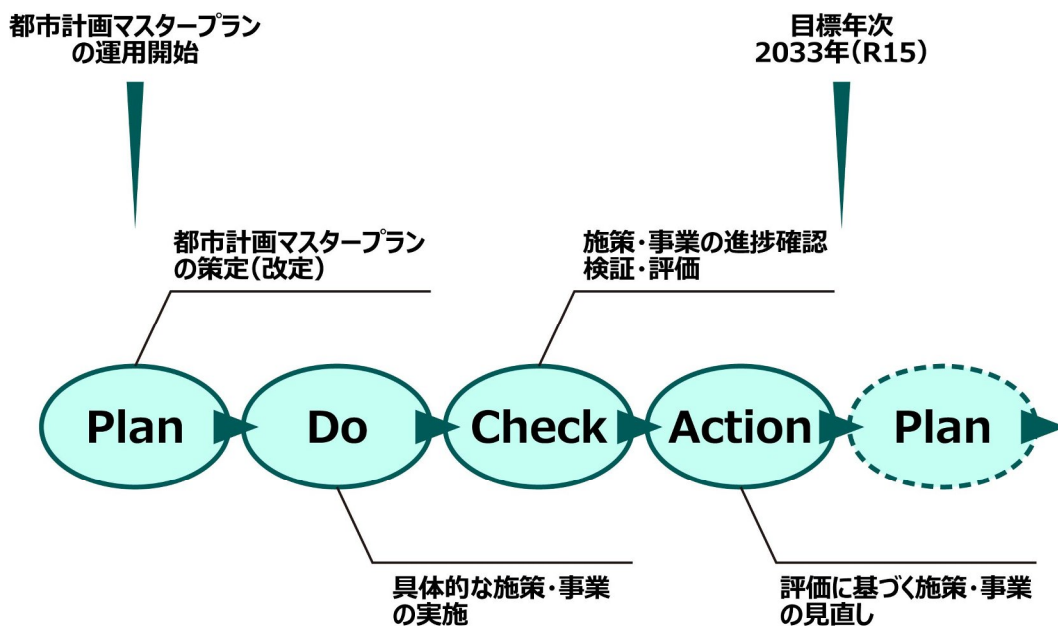 都市計画マスタープラン
の運用開始
目標年次
2033年(R15)
都市計画マスタープラン
の策定(改定)
施策・事業の進捗確認
検証・評価
Plan
Do
Check
Action
Plan
具体的な施策・事業
の実施
評価に基づく施策・事業
の見直し